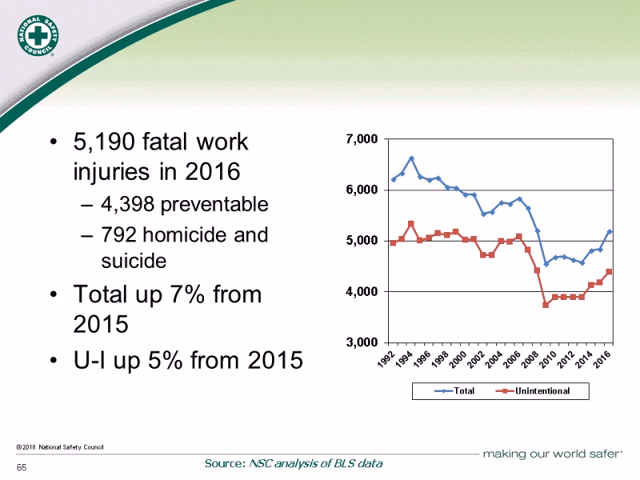 NATIONAL SAFETY COUNCIL
• 5,190 fatal work
injuries in 2016
– 4,398 preventable
– 792 homicide and
suicide
• Total up 7% from
2015
• U-I up 5% from 2015
7,000
6,000
5,000
4,000
3,000
1992 1994 1996 1998 2000 2002 2004 2006 2008 2010 2012 2014 2016
Total Unintentional
©2018 National Safety Council
making our world safer
65
Source: NSC analysis of BLS data